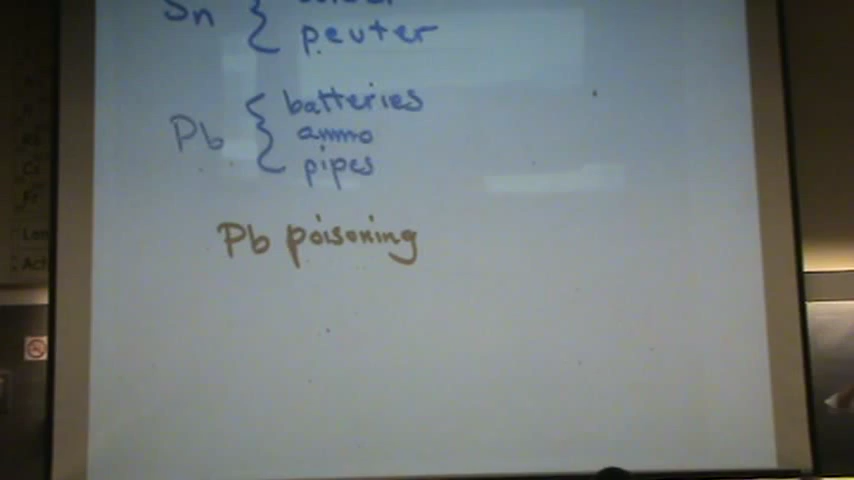 Sn { peuter
Pb { batteries
ammo
pipes
Pb poisoning